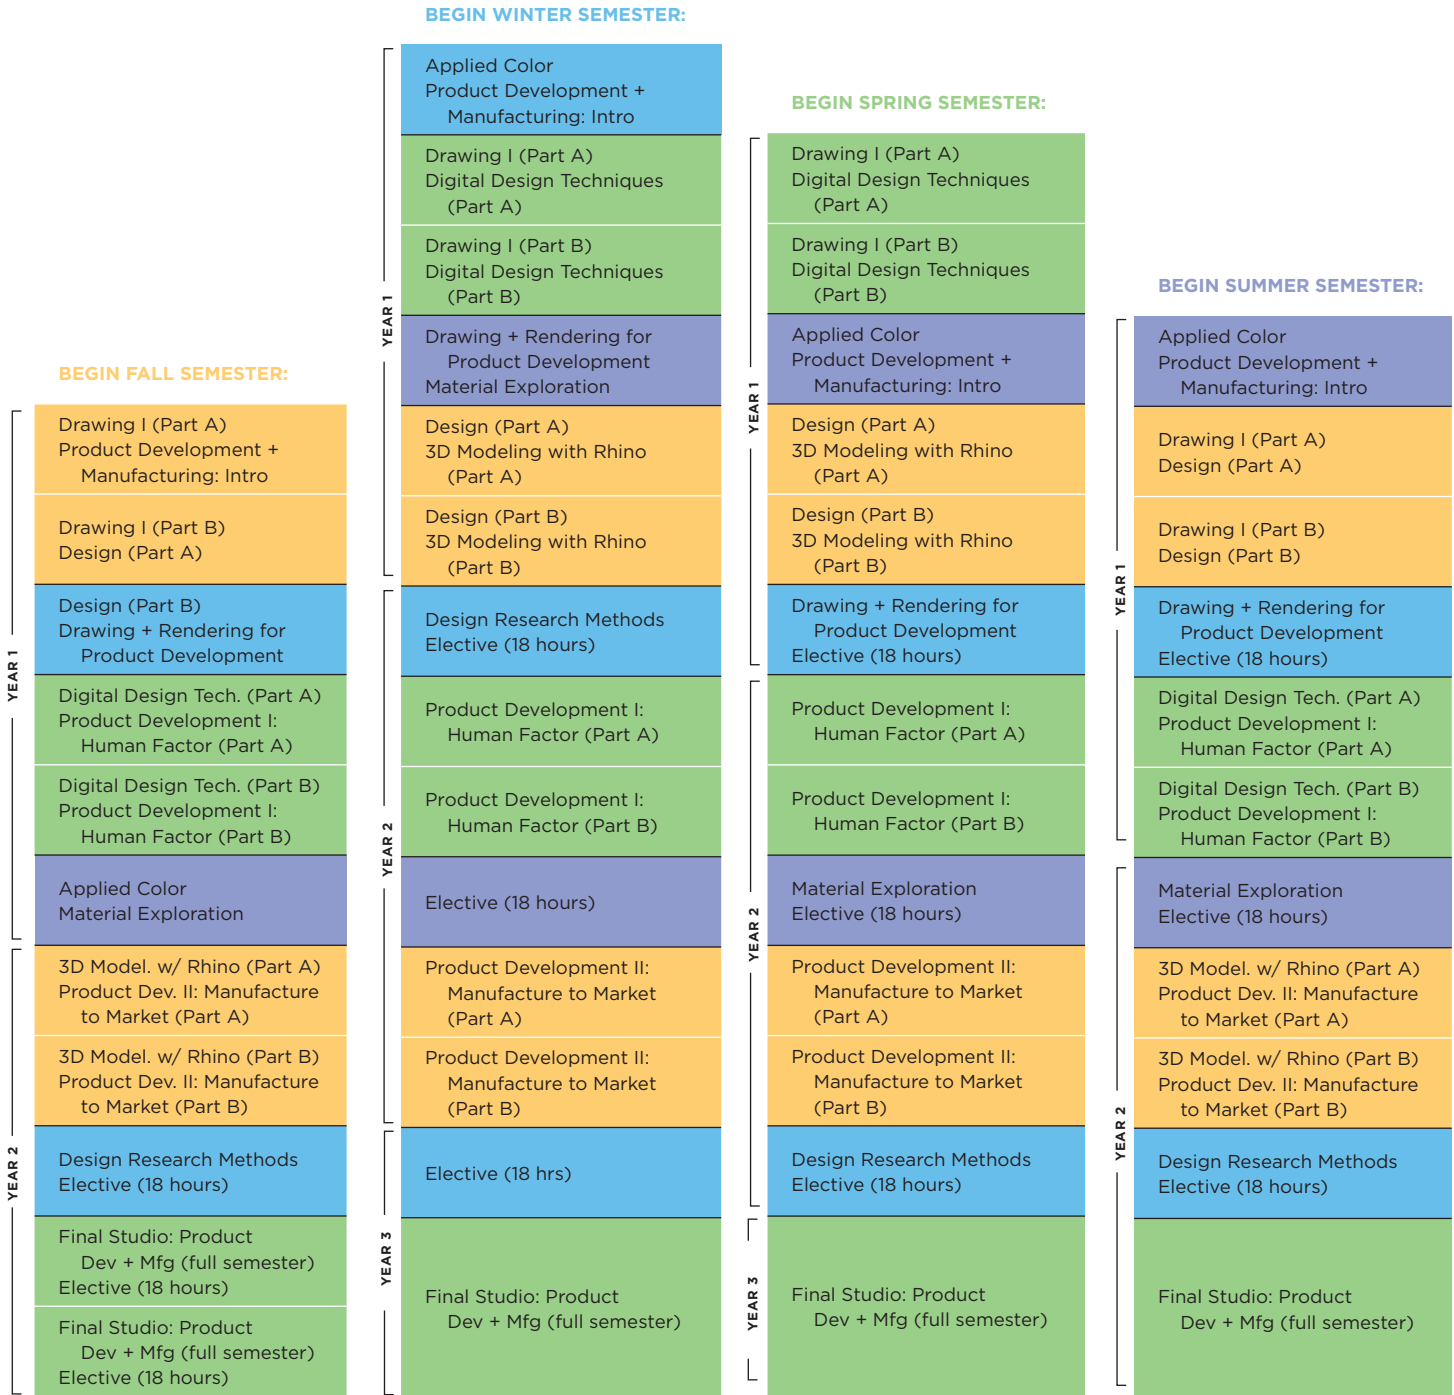 BEGIN FALL SEMESTER:
YEAR 1
Drawing I (Part A)
Product Development +
Manufacturing: Intro
Drawing I (Part B)
Design (Part A)
Design (Part B)
Drawing + Rendering for
Product Development
Digital Design Tech. (Part A)
Product Development I:
Human Factor (Part A)
Digital Design Tech. (Part B)
Product Development I:
Human Factor (Part B)
Applied Color
Material Exploration
YEAR 2
3D Model. w/ Rhino (Part A)
Product Dev. II: Manufacture
to Market (Part A)
3D Model. w/ Rhino (Part B)
Product Dev. II: Manufacture
to Market (Part B)
Design Research Methods
Elective (18 hours)
Final Studio: Product
Dev + Mfg (full semester)
Elective (18 hours)
Final Studio: Product
Dev + Mfg (full semester)
Elective (18 hours)
BEGIN WINTER SEMESTER:
YEAR 1
Applied Color
Product Development +
Manufacturing: Intro
Drawing I (Part A)
Digital Design Techniques
(Part A)
Drawing I (Part B)
Digital Design Techniques
(Part B)
Drawing + Rendering for
Product Development
Material Exploration
Design (Part A)
3D Modeling with Rhino
(Part A)
Design (Part B)
3D Modeling with Rhino
(Part B)
YEAR 2
Design Research Methods
Elective (18 hours)
Product Development I:
Human Factor (Part A)
Product Development I:
Human Factor (Part B)
Elective (18 hours)
Product Development II:
Manufacture to Market
(Part A)
Product Development II:
Manufacture to Market
(Part B)
YEAR 3
Elective (18 hrs)
Final Studio: Product
Dev + Mfg (full semester)
BEGIN SPRING SEMESTER:
YEAR 1
Drawing I (Part A)
Digital Design Techniques
(Part A)
Drawing I (Part B)
Digital Design Techniques
(Part B)
Applied Color
Product Development +
Manufacturing: Intro
Design (Part A)
3D Modeling with Rhino
(Part A)
Design (Part B)
3D Modeling with Rhino
(Part B)
Drawing + Rendering for
Product Development
Elective (18 hours)
YEAR 2
Product Development I:
Human Factor (Part A)
Product Development I:
Human Factor (Part B)
Material Exploration
Elective (18 hours)
Product Development II:
Manufacture to Market
(Part A)
Product Development II:
Manufacture to Market
(Part B)
Design Research Methods
Elective (18 hours)
YEAR 3
Final Studio: Product
Dev + Mfg (full semester)
BEGIN SUMMER SEMESTER:
YEAR 1
Applied Color
Product Development +
Manufacturing: Intro
Drawing I (Part A)
Design (Part A)
Drawing I (Part B)
Design (Part B)
Drawing + Rendering for
Product Development
Elective (18 hours)
Digital Design Tech. (Part A)
Product Development I:
Human Factor (Part A)
Digital Design Tech. (Part B)
Product Development I:
Human Factor (Part B)
YEAR 2
Material Exploration
Elective (18 hours)
3D Model. w/ Rhino (Part A)
Product Dev. II: Manufacture
to Market (Part A)
3D Model. w/ Rhino (Part B)
Product Dev. II: Manufacture
to Market (Part B)
Design Research Methods
Elective (18 hours)
Final Studio: Product
Dev + Mfg (full semester)